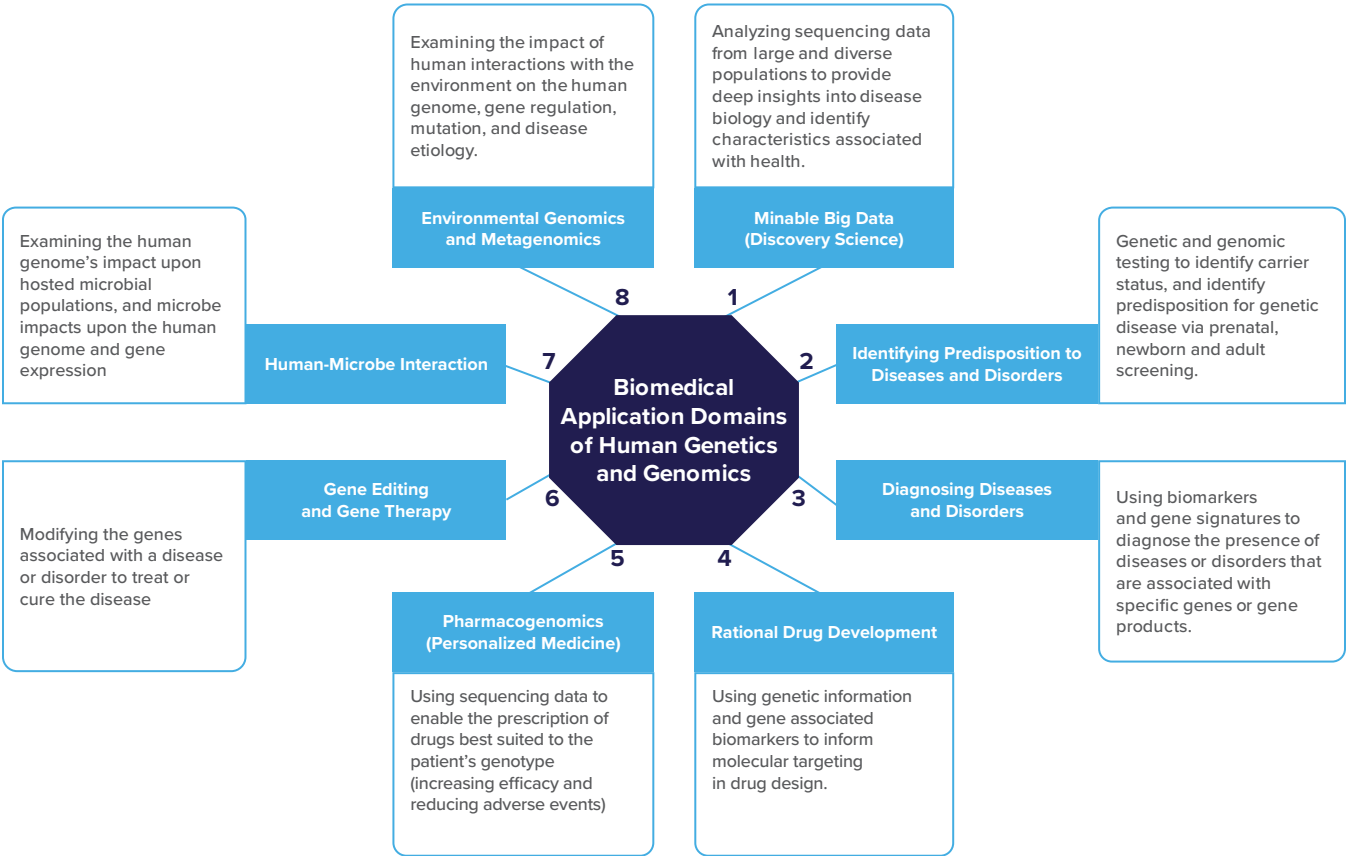 Biomedical
Application Domains
of Human Genetics
and Genomics
1
Minable Big Data
(Discovery Science)
Analyzing sequencing data
from large and diverse
populations to provide
deep insights into disease
biology and identify
characteristics associated
with health.
2
Identifying Predisposition to
Diseases and Disorders
Genetic and genomic
testing to identify carrier
status, and identify
predisposition for genetic
disease via prenatal,
newborn and adult
screening.
3
Diagnosing Diseases
and Disorders
Using biomarkers
and gene signatures to
diagnose the presence of
diseases or disorders that
are associated with
specific genes or gene
products.
4
Rational Drug Development
Using genetic information
and gene associated
biomarkers to inform
molecular targeting
in drug design.
5
Pharmacogenomics
(Personalized Medicine)
Using sequencing data to
enable the prescription of
drugs best suited to the
patient’s genotype
(increasing efficacy and
reducing adverse events)
6
Gene Editing
and Gene Therapy
Modifying the genes
associated with a disease
or disorder to treat or
cure the disease
7
Human-Microbe Interaction
Examining the human
genome’s impact upon
hosted microbial
populations, and microbe
impacts upon the human
genome and gene
expression
8
Environmental Genomics
and Metagenomics
Examining the impact of
human interactions with the
environment on the human
genome, gene regulation,
mutation, and disease
etiology.